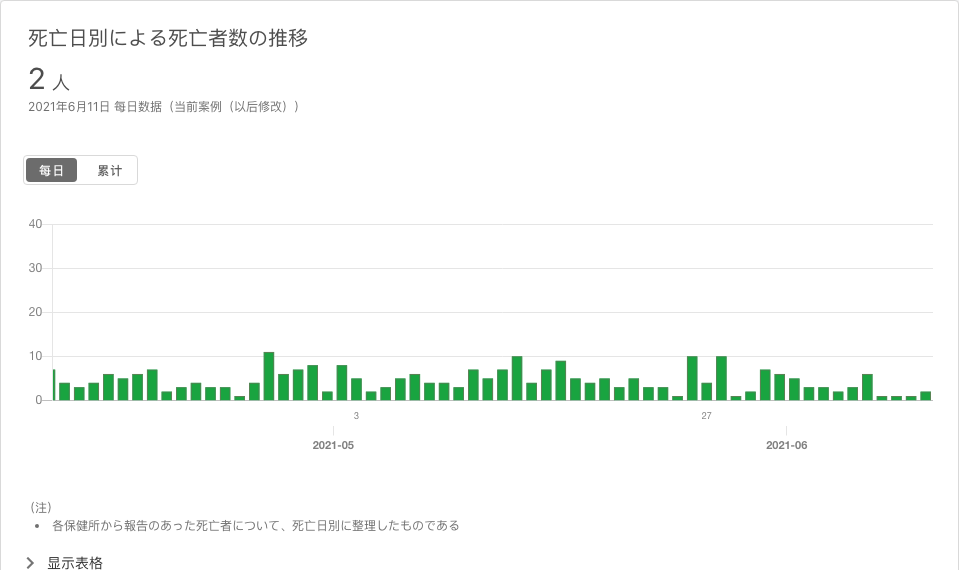 死亡日別による死亡者数の推移
2 人
2021年6月11日 每日数据（当前案例（以后修改））
每日 累计
40
30
20
10
0
3 27
2021-05 2021-06
（注）
• 各保健所から報告のあった死亡者について、死亡日別に整理したものである
显示表格